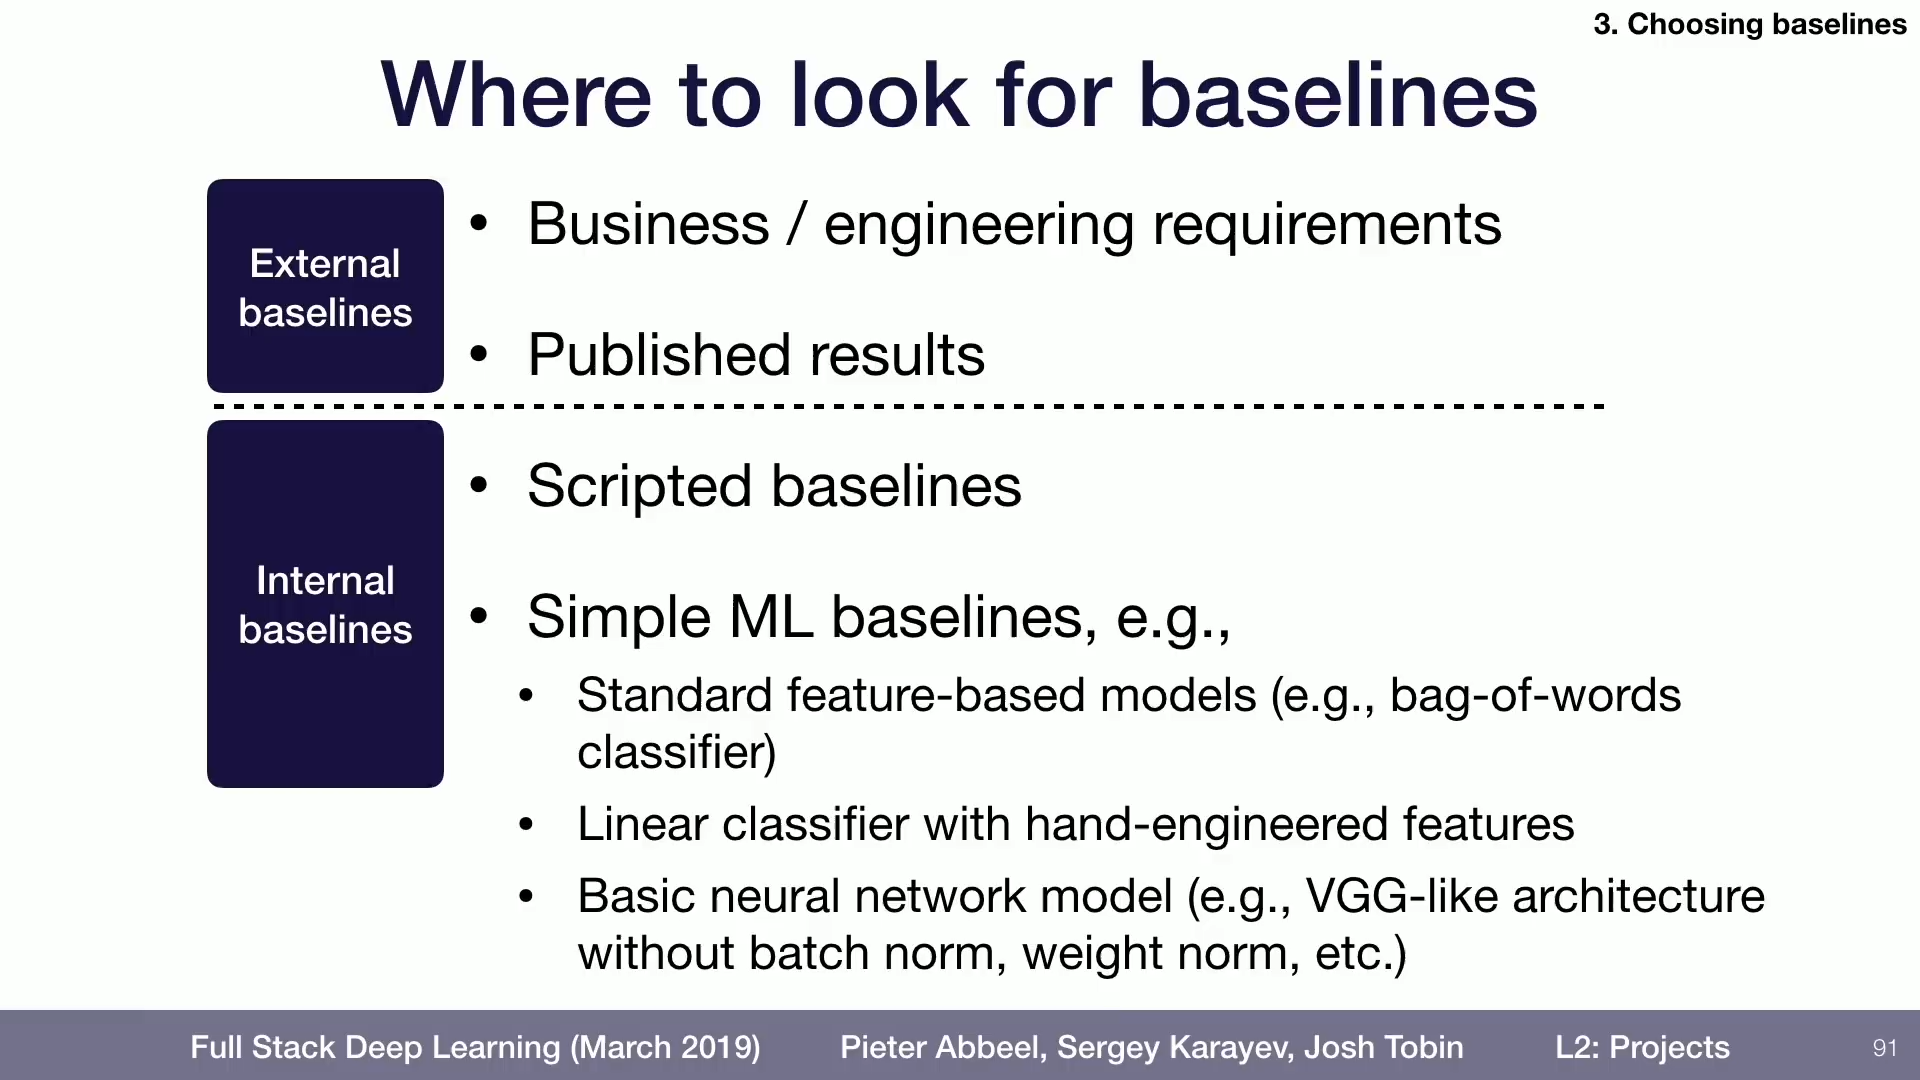 3. Choosing baselines
Where to look for baselines
External
baselines
• Business / engineering requirements
• Published results
Internal
baselines
• Scripted baselines
• Simple ML baselines, e.g.,
• Standard feature-based models (e.g., bag-of-words
classifier)
• Linear classifier with hand-engineered features
• Basic neural network model (e.g., VGG-like architecture
without batch norm, weight norm, etc.)
Full Stack Deep Learning (March 2019) Pieter Abbeel, Sergey Karayev, Josh Tobin L2: Projects 91